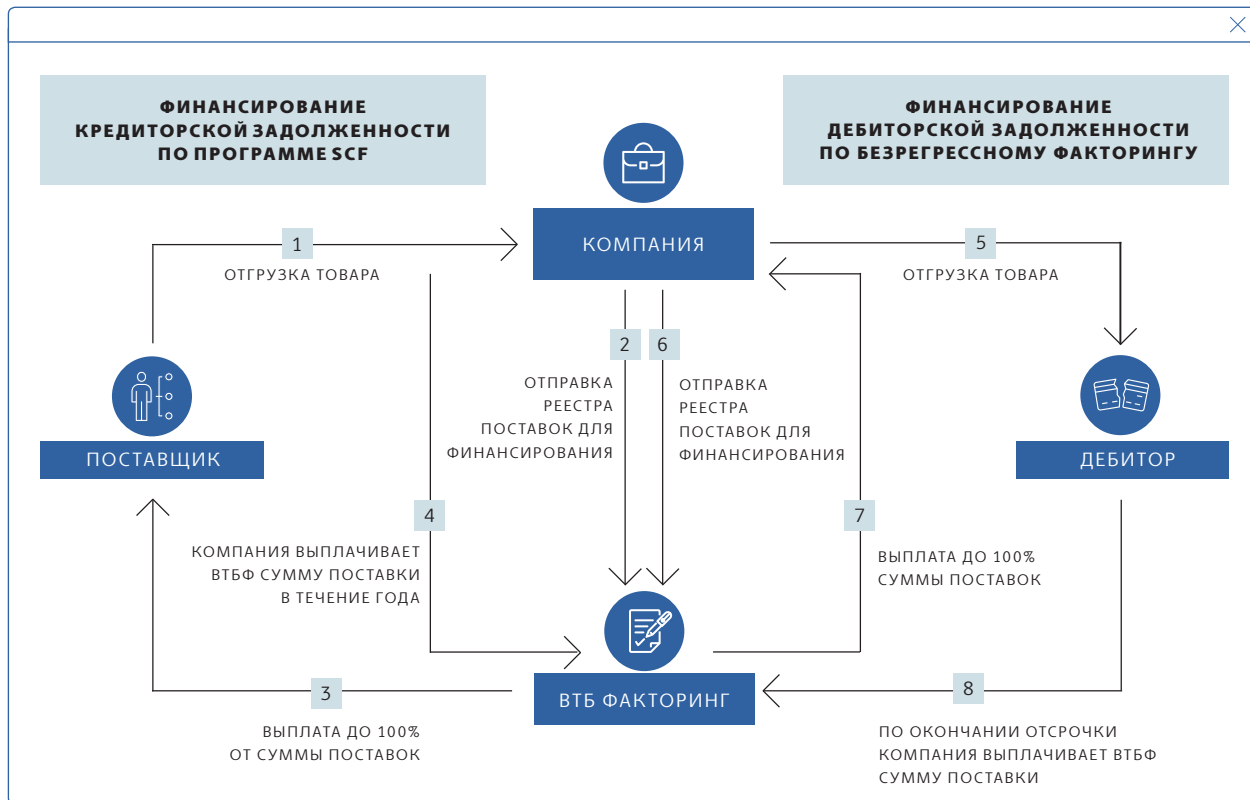 ФИНАНСИРОВАНИЕ
КРЕДИТОРСКОЙ ЗАДОЛЖЕННОСТИ
ПО ПРОГРАММЕ SCF
ФИНАНСИРОВАНИЕ
ДЕБИТОРСКОЙ ЗАДОЛЖЕННОСТИ
ПО БЕЗРЕГРЕССНОМУ ФАКТОРИНГУ
КОМПАНИЯ
1
ОТГРУЗКА ТОВАРА
5
ОТГРУЗКА ТОВАРА
2
ОТПРАВКА
РЕЕСТРА
ПОСТАВОК ДЛЯ
ФИНАНСИРОВАНИЯ
6
ОТПРАВКА
РЕЕСТРА
ПОСТАВОК ДЛЯ
ФИНАНСИРОВАНИЯ
ПОСТАВЩИК
ДЕБИТОР
4
КОМПАНИЯ ВЫПЛАЧИВАЕТ
ВТБФ СУММУ ПОСТАВКИ
В ТЕЧЕНИЕ ГОДА
7
ВЫПЛАТА ДО 100%
СУММЫ ПОСТАВОК
ВТБ ФАКТОРИНГ
3
ВЫПЛАТА ДО 100%
ОТ СУММЫ ПОСТАВОК
8
ПО ОКОНЧАНИИ ОТСРОЧКИ
КОМПАНИЯ ВЫПЛАЧИВАЕТ ВТБФ
СУММУ ПОСТАВКИ